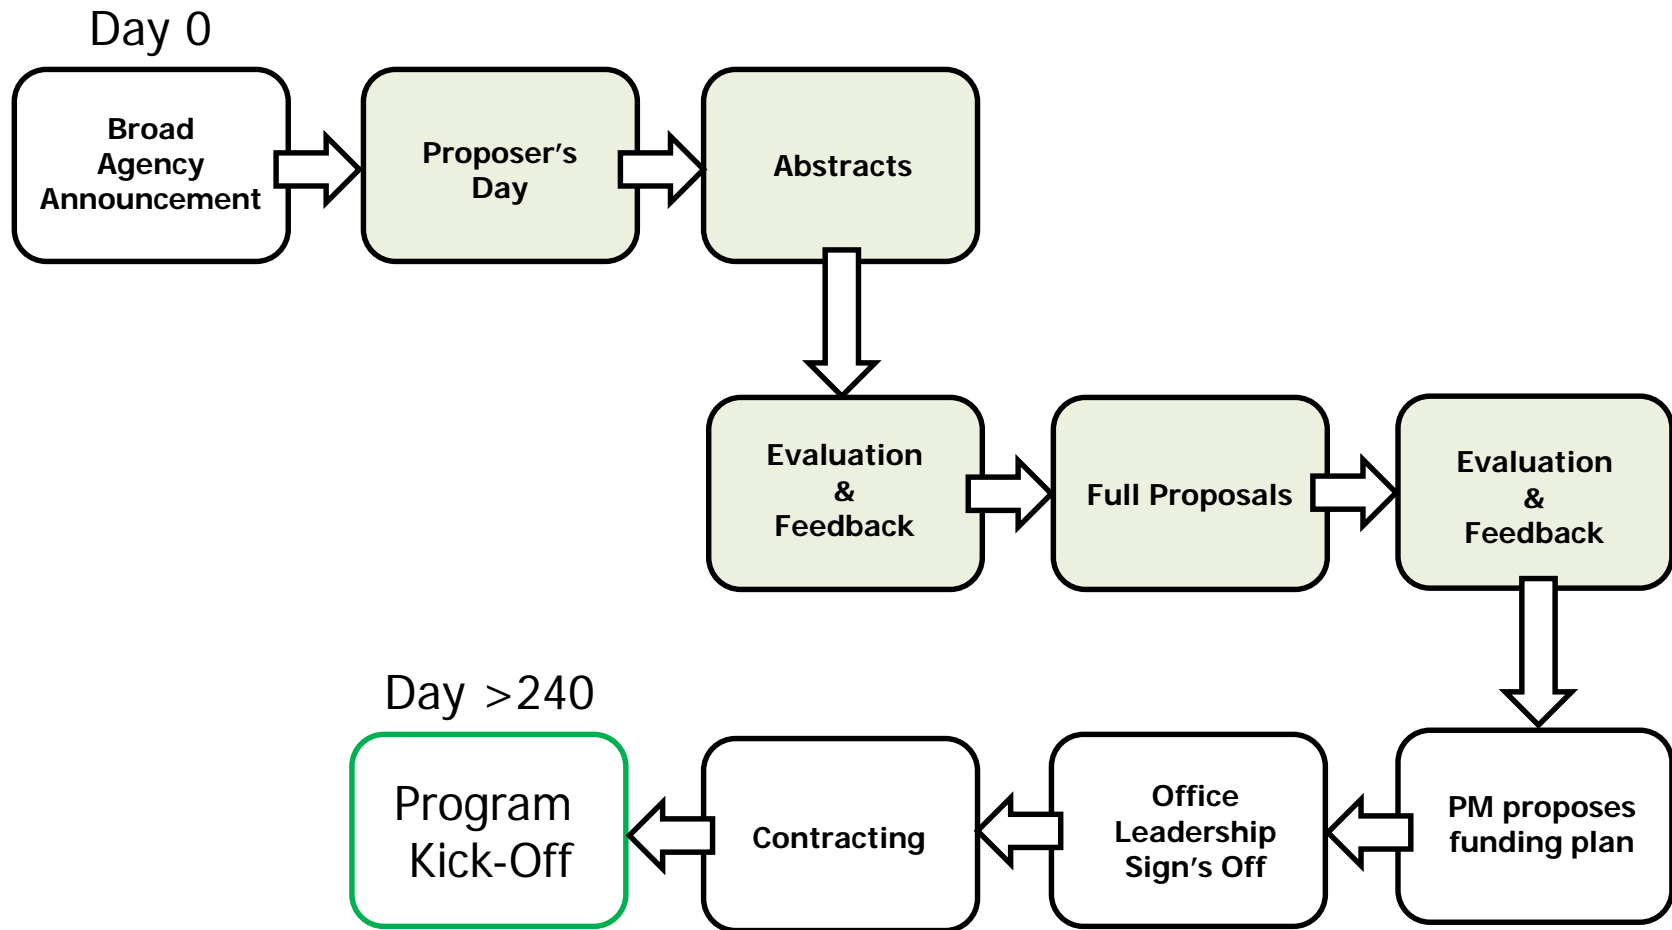 Day 0
Broad
Agency
Announcement
Proposer's
Day
Abstracts
Evaluation
&
Feedback
Full Proposals
Evaluation
&
Feedback
PM proposes
funding plan
Office
Leadership
Sign's Off
Contracting
Day >240
Program
Kick-Off